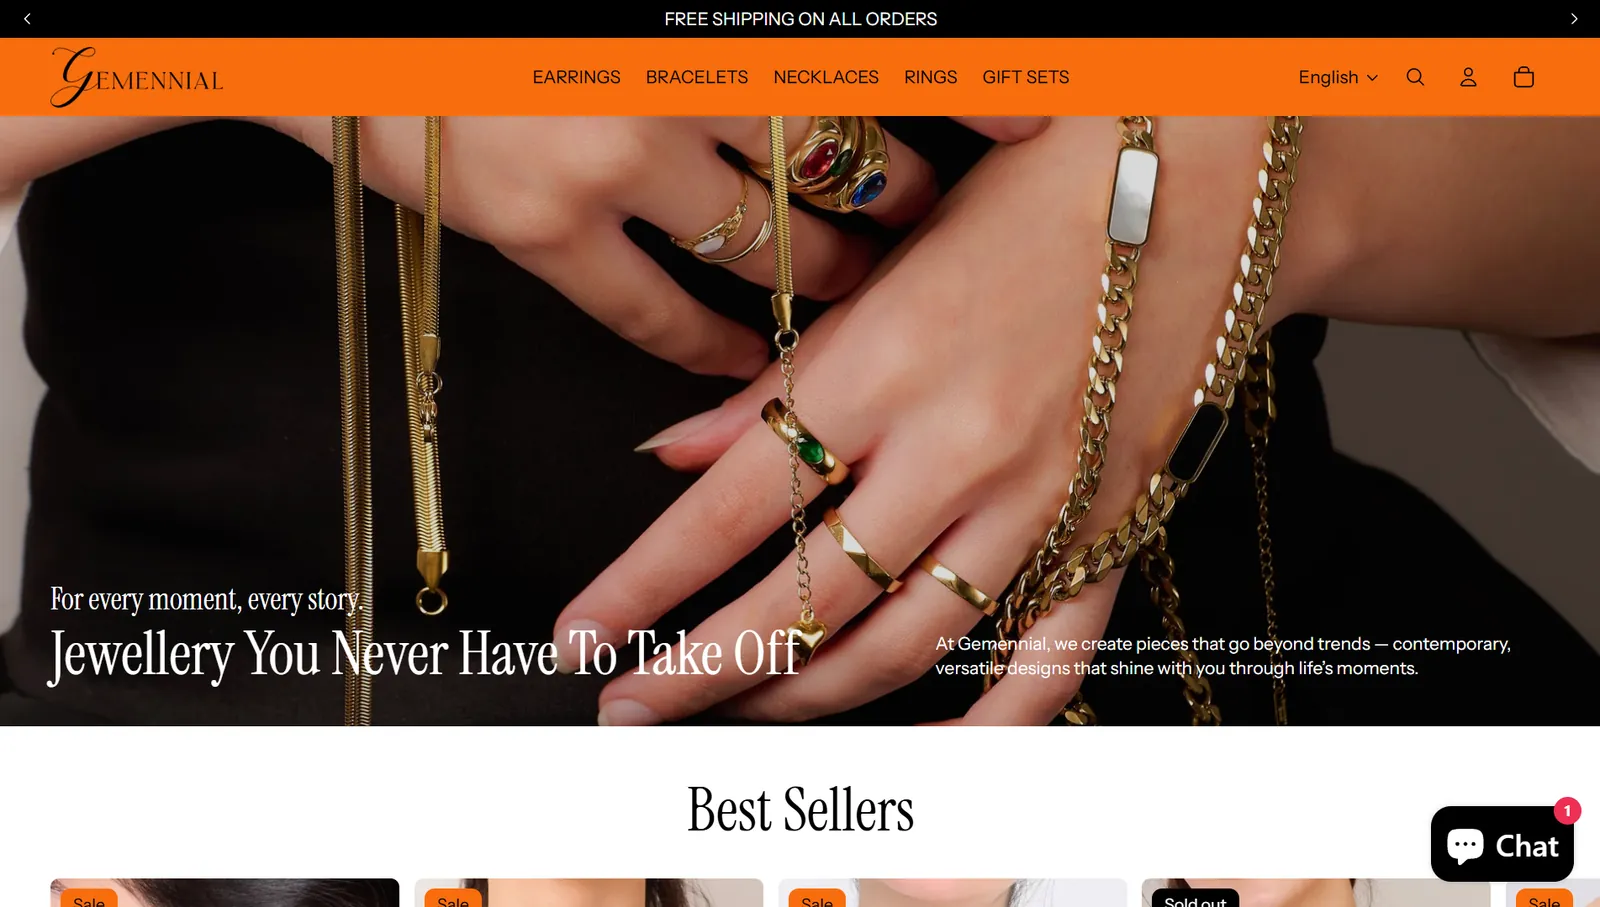 FREE SHIPPING ON ALL ORDERS
GEMENNIAL
EARRINGS BRACELETS NECKLACES RINGS GIFT SETS
English
For every moment, every story.
Jewellery You Never Have To Take Off
At Gemennial, we create pieces that go beyond trends — contemporary,
versatile designs that shine with you through life’s moments.
Best Sellers
1
Chat
Sale Sale Sale Sold out Sale